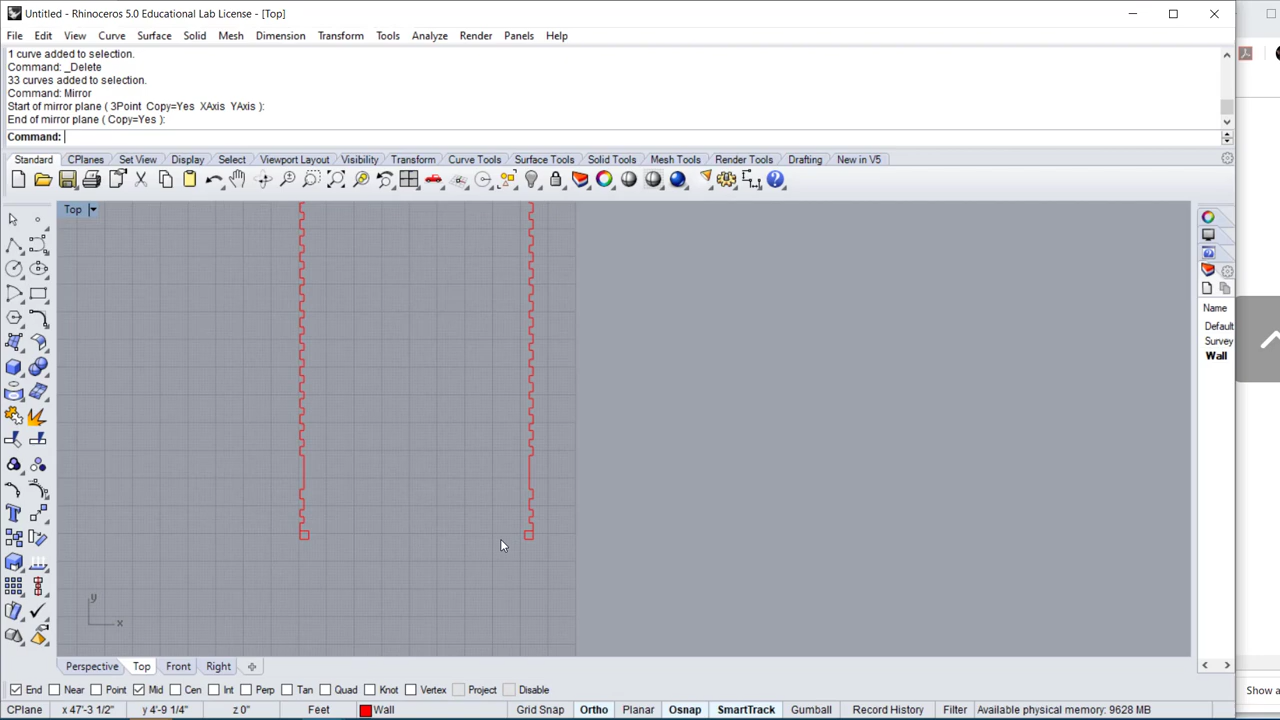 Untitled - Rhinoceros 5.0 Educational Lab License - [Top]
File Edit View Curve Surface Solid Mesh Dimension Transform Tools Analyze Render Panels Help
1 curve added to selection.
Command: _Delete
33 curves added to selection.
Command: Mirror
Start of mirror plane ( 3Point Copy=Yes XAxis YAxis ):
End of mirror plane ( Copy=Yes ):
Command:
Standard CPlanes Set View Display Select Viewport Layout Visibility Transform Curve Tools Surface Tools Solid Tools Mesh Tools Render Tools Drafting New in V5
Top
Name
Default
Survey
Wall
y
x
Perspective Top Front Right
End Near Point Mid Cen Int Perp Tan Quad Knot Vertex Project Disable
Show a
CPlane x 47'-3 1/2" y 4'-9 1/4" z 0" Feet Wall Grid Snap Ortho Planar Osnap SmartTrack Gumball Record History Filter Available physical memory: 9628 MB